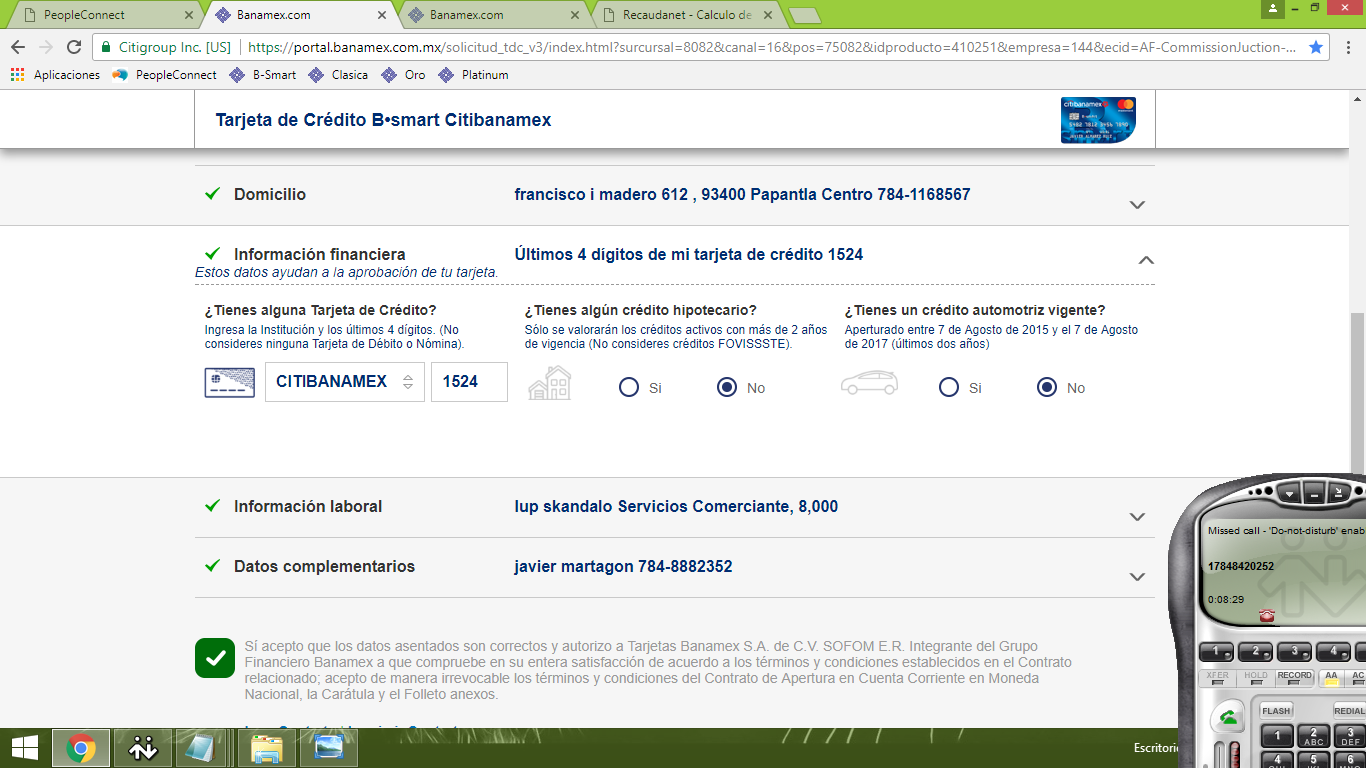 PeopleConnect
Banamex.com
Banamex.com
Recaudanet - Calculo de
Citigroup Inc. [US]
https://portal.banamex.com.mx/solicitud_tdc_v3/index.html?sursucal=8082&canal=16&pos=75082&idproducto=410251&empresa=144&ecid=AF-CommissionJuction-...
Aplicaciones
PeopleConnect
B-Smart
Clasica
Oro
Platinum
Tarjeta de Crédito B•smart Citibanamex
citibanamex
Domicilio
francisco i madero 612 , 93400 Papantla Centro 784-1168567
Información financiera
Últimos 4 dígitos de mi tarjeta de crédito 1524
Estos datos ayudan a la aprobación de tu tarjeta.
¿Tienes alguna Tarjeta de Crédito?
Ingresa la Institución y los últimos 4 dígitos. (No
consideres ninguna Tarjeta de Débito o Nómina).
CITIBANAMEX
1524
¿Tienes algún crédito hipotecario?
Sólo se valorarán los créditos activos con más de 2 años
de vigencia (No consideres créditos FOVISSSTE).
Si
No
¿Tienes un crédito automotriz vigente?
Aperturado entre 7 de Agosto de 2015 y el 7 de Agosto
de 2017 (últimos dos años)
Si
No
Información laboral
lup skandalo Servicios Comerciante, 8,000
Datos complementarios
javier martagon 784-8882352
Sí acepto que los datos asentados son correctos y autorizo a Tarjetas Banamex S.A. de C.V. SOFOM E.R. Integrante del Grupo
Financiero Banamex a que compruebe en su entera satisfacción de acuerdo a los términos y condiciones establecidos en el Contrato
relacionado; acepto de manera irrevocable los términos y condiciones del Contrato de Apertura en Cuenta Corriente en Moneda
Nacional, la Carátula y el Folleto anexos.
Missed call - 'Do-not-disturb' enab
17848420252
0:08:29
1
2
3
4
XFER
HOLD
RECORD
AA
AC
FLASH
REDIAL
1
2 ABC
3 DEF
4
5
6
Escritorio